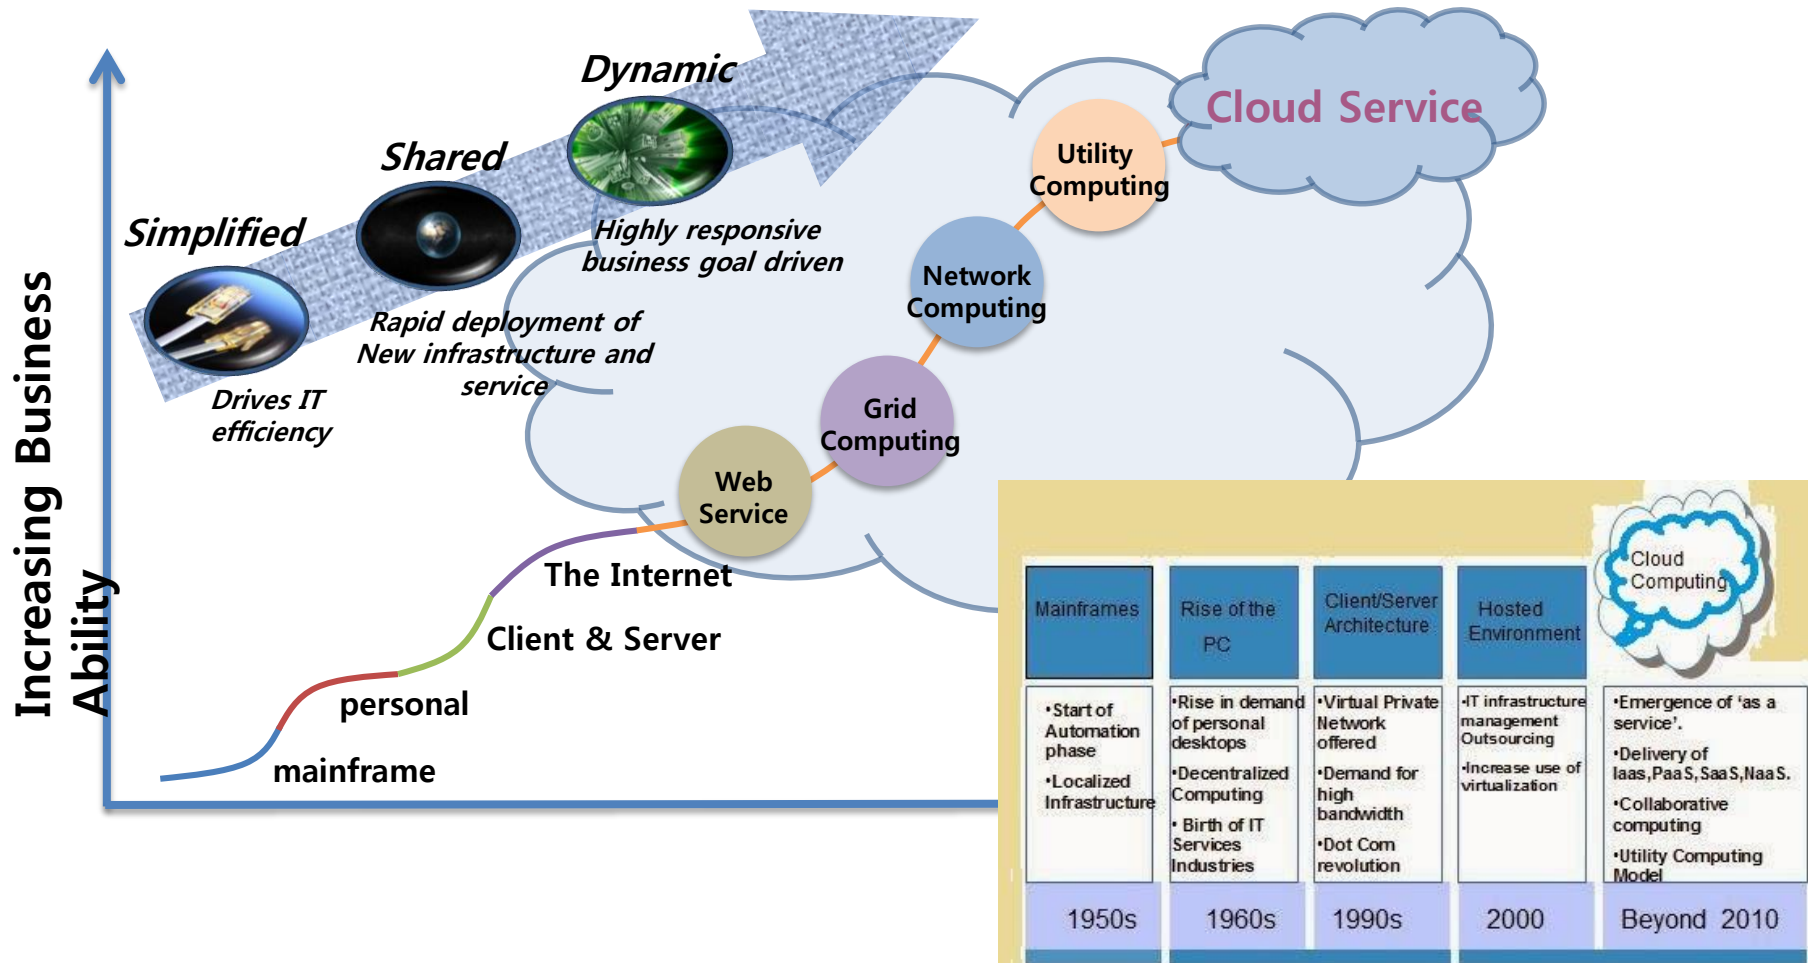 Dynamic
Cloud Service
Shared
Utility
Computing
Simplified
Highly responsive
business goal driven
Network
Computing
Rapid deployment of
New infrastructure and
service
Drives IT
efficiency
Grid
Computing
Web
Service
Increasing Business
Ability
The Internet
Client & Server
personal
mainframe
Cloud
Computing
Mainframes
Rise of the
PC
Client/Server
Architecture
Hosted
Environment
•Start of
Automation
phase
•Localized
Infrastructure
•Rise in demand
of personal
desktops
•Decentralized
Computing
• Birth of IT
Services
Industries
•Virtual Private
Network
offered
•Demand for
high
bandwidth
•Dot Com
revolution
•IT infrastructure
management
Outsourcing
•Increase use of
virtualization
•Emergence of ‘as a
service’.
•Delivery of
Iaas,PaaS,SaaS,NaaS.
•Collaborative
computing
•Utility Computing
Model
1950s
1960s
1990s
2000
Beyond 2010